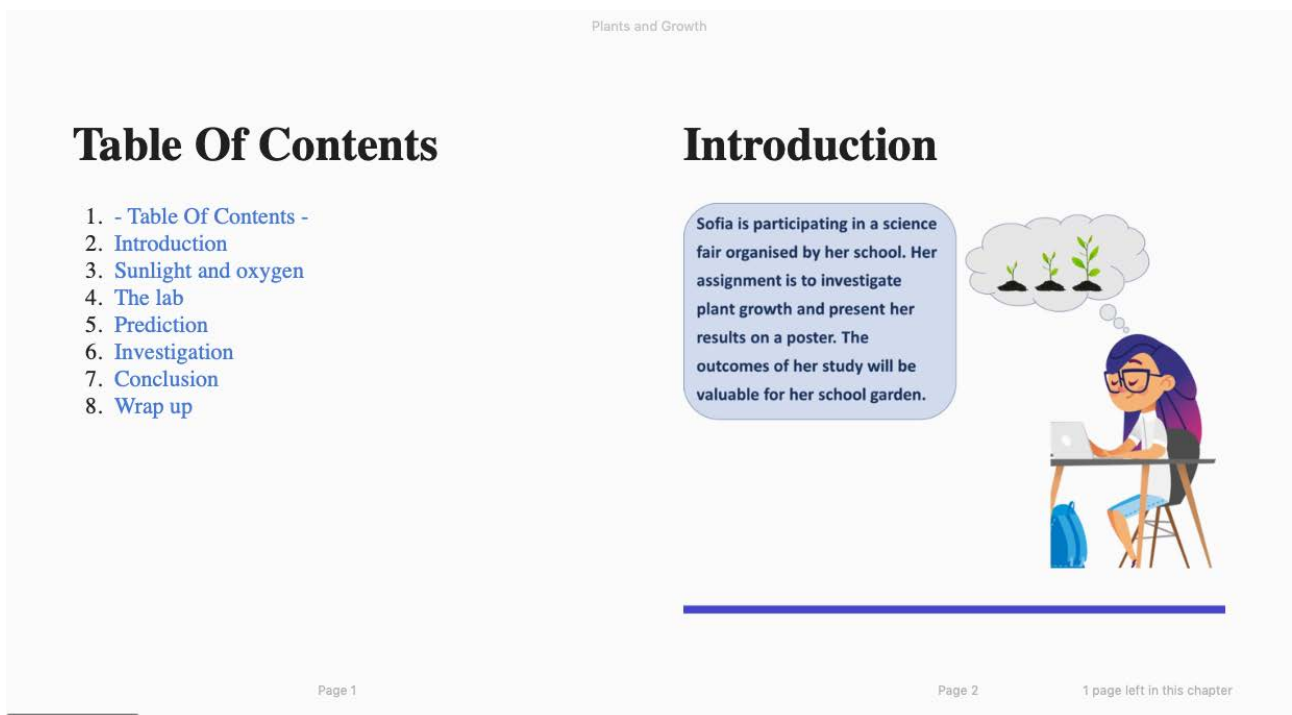 Plants and Growth
Table Of Contents
1. - Table Of Contents -
2. Introduction
3. Sunlight and oxygen
4. The lab
5. Prediction
6. Investigation
7. Conclusion
8. Wrap up
Page 1
Introduction
Sofia is participating in a science
fair organised by her school. Her
assignment is to investigate
plant growth and present her
results on a poster. The
outcomes of her study will be
valuable for her school garden.
Page 2
1 page left in this chapter